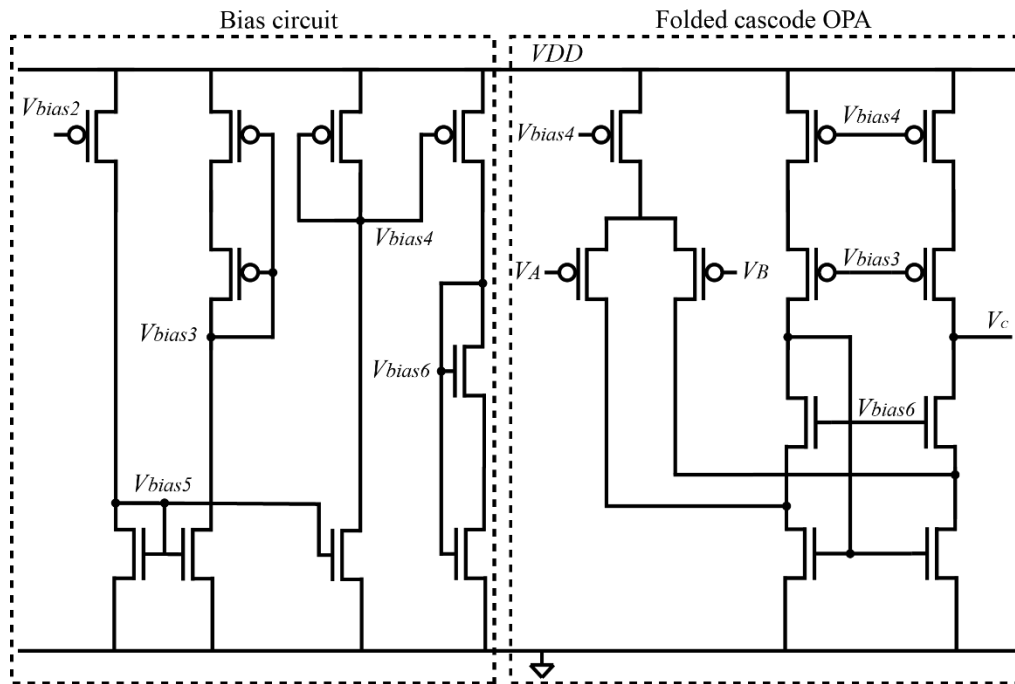 Bias circuit
Folded cascode OPA
VDD
Vbias2
Vbias4
Vbias4
Vbias4
VA
VB
Vbias3
Vbias3
Vc
Vbias6
Vbias6
Vbias5